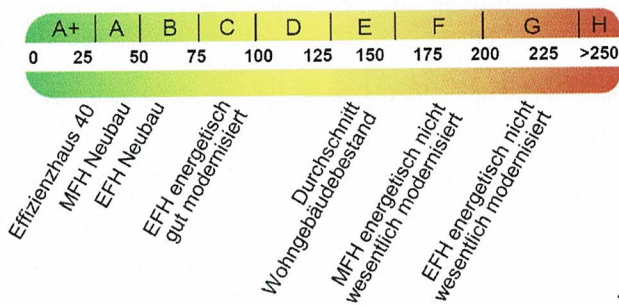 A+ A B C D E F G H
0 25 50 75 100 125 150 175 200 225 >250
Effizienzhaus 40
MFH Neubau
EFH Neubau
EFH energetisch
gut modernisiert
Durchschnitt
Wohngebäudebestand
MFH energetisch nicht
wesentlich modernisiert
EFH energetisch nicht
wesentlich modernisiert